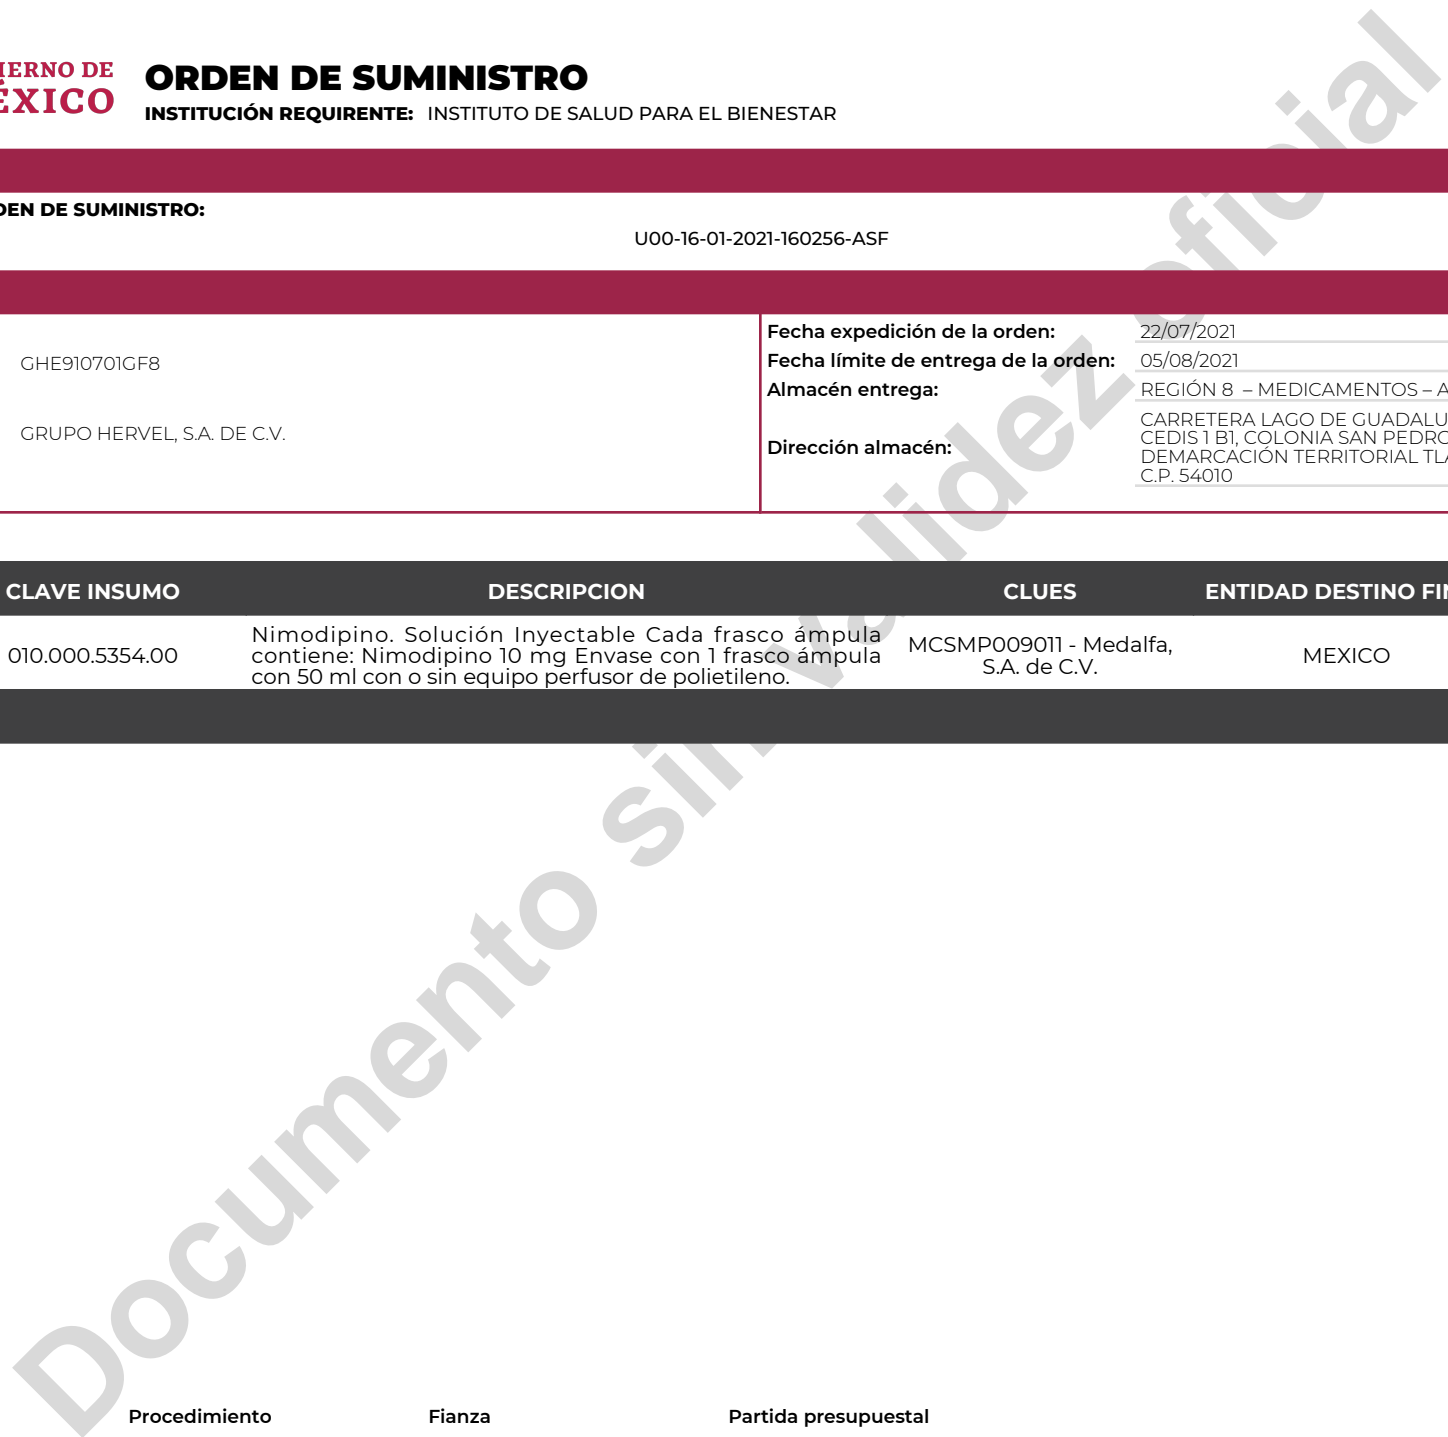 IERNO DE
ÉXICO
ORDEN DE SUMINISTRO
INSTITUCIÓN REQUIRENTE: INSTITUTO DE SALUD PARA EL BIENESTAR
DEN DE SUMINISTRO:
U00-16-01-2021-160256-ASF
GHE910701GF8
GRUPO HERVEL, S.A. DE C.V.
Fecha expedición de la orden: 22/07/2021
Fecha límite de entrega de la orden: 05/08/2021
Almacén entrega: REGIÓN 8 – MEDICAMENTOS – A
Dirección almacén:
CARRETERA LAGO DE GUADALU
CEDIS 1 B1, COLONIA SAN PEDRO
DEMARCACIÓN TERRITORIAL TLA
C.P. 54010
CLAVE INSUMO DESCRIPCION CLUES ENTIDAD DESTINO FIN
010.000.5354.00
Nimodipino. Solución Inyectable Cada frasco ámpula
contiene: Nimodipino 10 mg Envase con 1 frasco ámpula
con 50 ml con o sin equipo perfusor de polietileno.
MCSMP009011 - Medalfa,
S.A. de C.V.
MEXICO
Documento sin validez oficial
Procedimiento Fianza Partida presupuestal